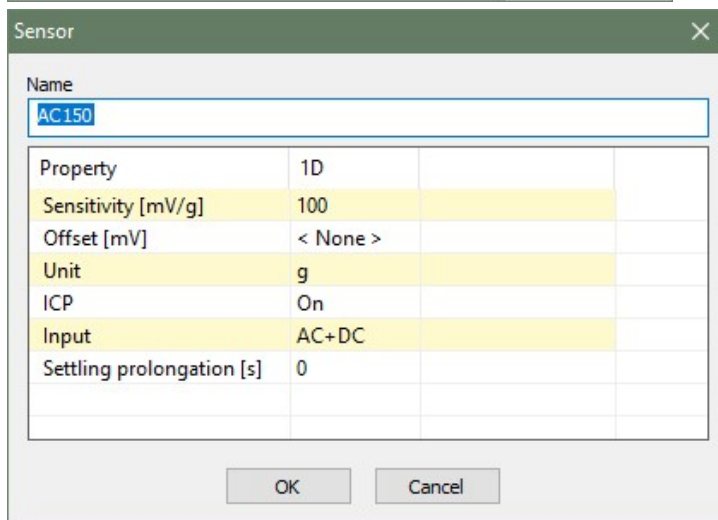 Sensor
Name
AC150
Property 1D
Sensitivity [mV/g] 100
Offset [mV] < None >
Unit g
ICP On
Input AC+DC
Settling prolongation [s] 0
OK Cancel